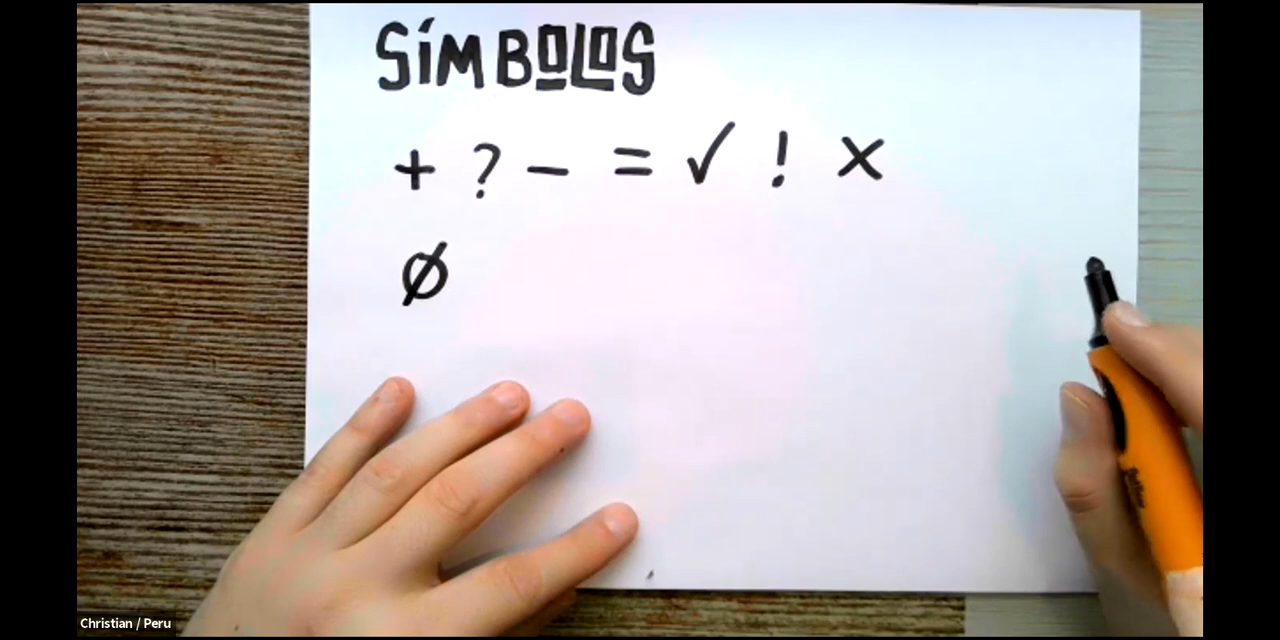 SÍMBOLOS
+ ? - = ✓ ! ×
Ø
Christian / Peru